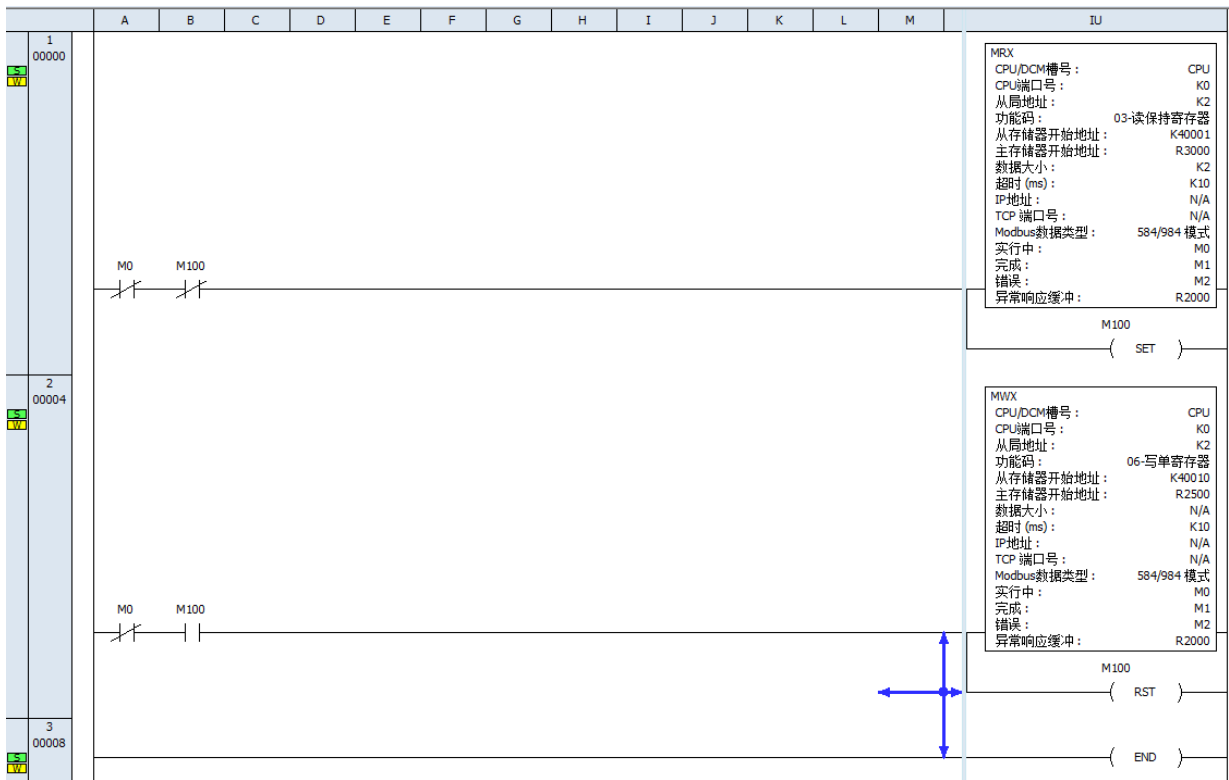 A B C D E F G H I J K L M IU
1
00000
S
W
MRX
CPU/DCM槽号： CPU
CPU端口号： K0
从局地址： K2
功能码： 03-读保持寄存器
从存储器开始地址： K40001
主存储器开始地址： R3000
数据大小： K2
超时 (ms)： K10
IP地址： N/A
TCP 端口号： N/A
Modbus数据类型： 584/984 模式
实行中： M0
完成： M1
错误： M2
异常响应缓冲： R2000
M0 M100
M100
SET
2
00004
S
W
MWX
CPU/DCM槽号： CPU
CPU端口号： K0
从局地址： K2
功能码： 06-写单寄存器
从存储器开始地址： K40010
主存储器开始地址： R2500
数据大小： N/A
超时 (ms)： K10
IP地址： N/A
TCP 端口号： N/A
Modbus数据类型： 584/984 模式
实行中： M0
完成： M1
错误： M2
异常响应缓冲： R2000
M0 M100
M100
RST
3
00008
S
W
END